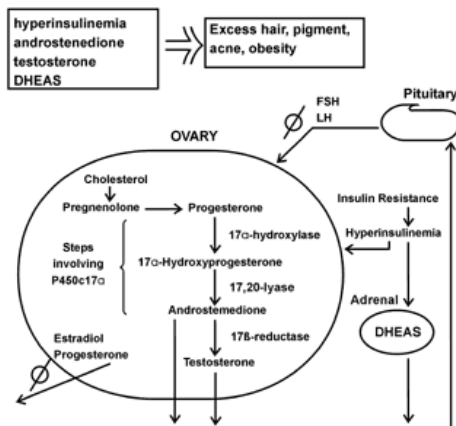 hyperinsulinemia
androstenedione
testosterone
DHEAS
Excess hair, pigment,
acne, obesity
Pituitary
FSH
LH
OVARY
Cholesterol
Pregnenolone
Progesterone
Insulin Resistance
Hyperinsulinemia
17α-hydroxylase
Steps
involving
P450c17α
17α-Hydroxyprogesterone
17,20-lyase
Androstemedione
Adrenal
DHEAS
17ß-reductase
Estradiol
Progesterone
Testosterone